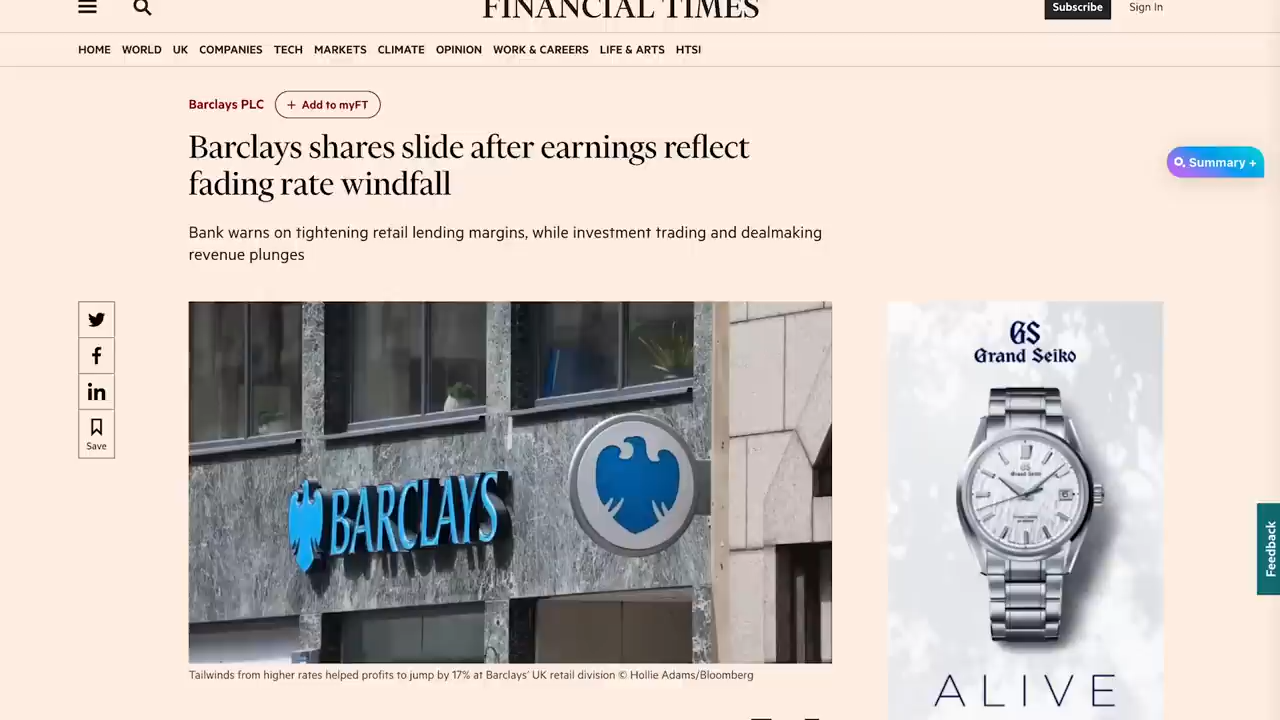 FINANCIAL TIMES
Subscribe
Sign In
HOME WORLD UK COMPANIES TECH MARKETS CLIMATE OPINION WORK & CAREERS LIFE & ARTS HTSI
Barclays PLC
+ Add to myFT
Barclays shares slide after earnings reflect
fading rate windfall
Summary +
Bank warns on tightening retail lending margins, while investment trading and dealmaking
revenue plunges
Save
BARCLAYS
GS
Grand Seiko
GS
Grand Seiko
ALIVE
Feedback
Tailwinds from higher rates helped profits to jump by 17% at Barclays’ UK retail division © Hollie Adams/Bloomberg